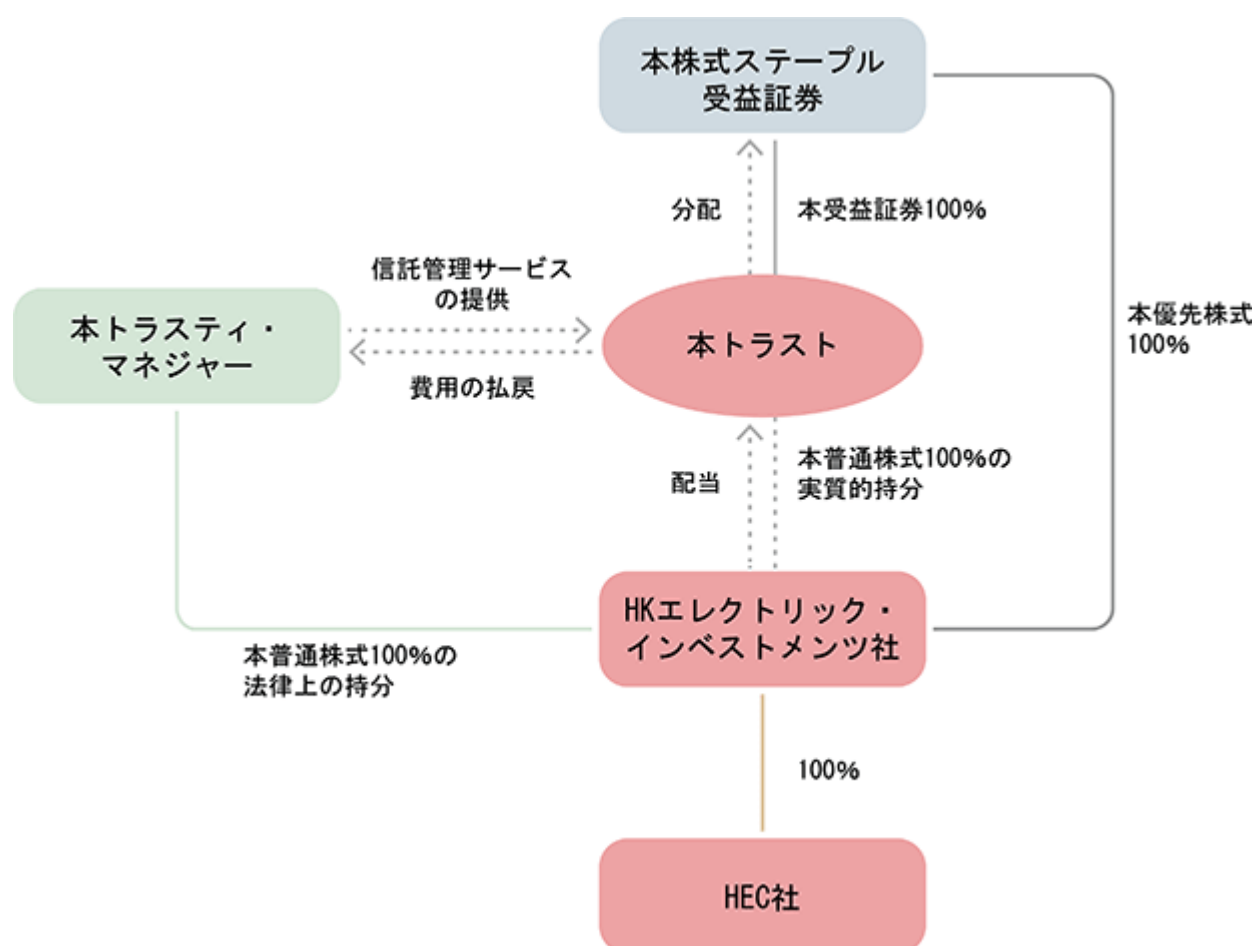 本株式ステープル
受益証券
分配
本受益証券100%
信託管理サービス
の提供
本トラスティ・
マネジャー
本トラスト
本優先株式
100%
費用の払戻
配当
本普通株式100%の
実質的持分
HKエレクトリック・
インベストメンツ社
本普通株式100%の
法律上の持分
100%
HEC社